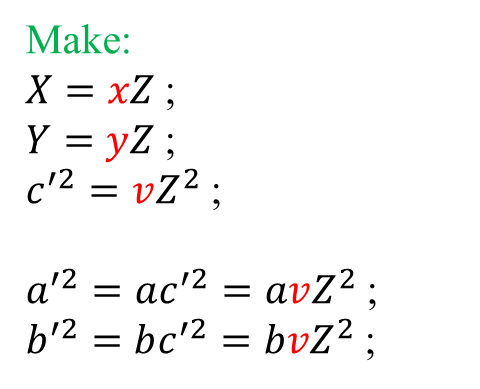 Make:
X = xZ ;
Y = yZ ;
c′² = vZ² ;
a′² = ac′² = avZ² ;
b′² = bc′² = bvZ² ;